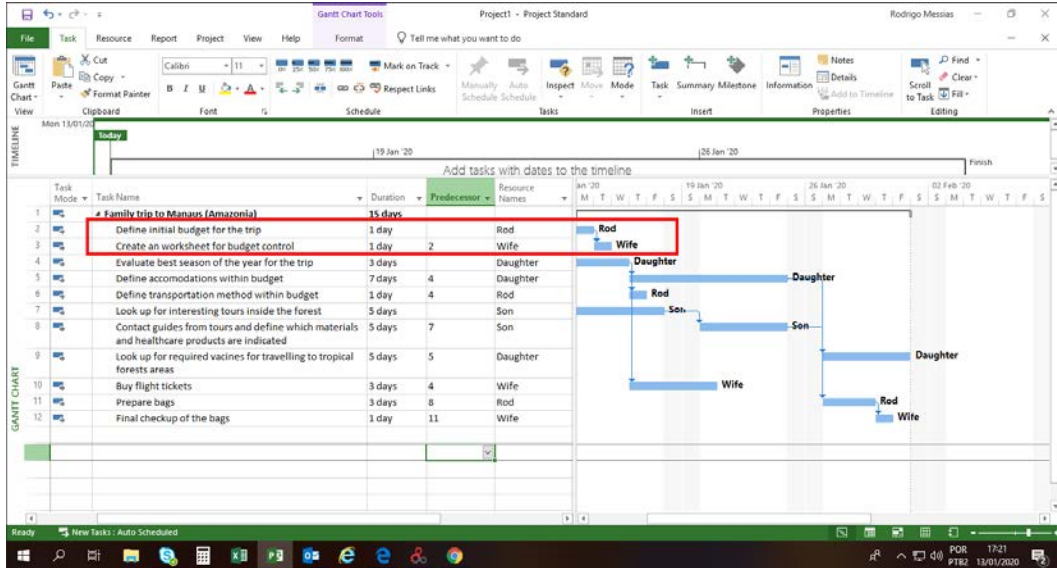 Gantt Chart Tools
Project1 - Project Standard
Rodrigo Messias
File Task Resource Report Project View Help Format Tell me what you want to do
Gantt Chart
View
Paste
Cut
Copy
Format Painter
Clipboard
Calibri 11
B I U
Font
Mark on Track
Respect Links
Schedule
Manually Schedule
Auto Schedule
Inspect Move Mode
Tasks
Task Summary Milestone
Insert
Information
Notes
Details
Add to Timeline
Properties
Scroll to Task
Find
Clear
Fill
Editing
TIMELINE
Mon 13/01/20
Today
19 Jan '20
26 Jan '20
Add tasks with dates to the timeline
Finish
Task Mode Task Name Duration Predecessor Resource Names
an '20 19 Jan '20 26 Jan '20 02 Feb '20
M T W T F S S M T W T F S S M T W T F S S M T W T F S
1 Family trip to Manaus (Amazonia) 15 days
2 Define initial budget for the trip 1 day Rod
3 Create an worksheet for budget control 1 day 2 Wife
4 Evaluate best season of the year for the trip 3 days Daughter
5 Define accomodations within budget 7 days 4 Daughter
6 Define transportation method within budget 1 day 4 Rod
7 Look up for interesting tours inside the forest 5 days Son
8 Contact guides from tours and define which materials 5 days 7 Son
and healthcare products are indicated
9 Look up for required vacines for travelling to tropical 5 days 5 Daughter
forests areas
10 Buy flight tickets 3 days 4 Wife
11 Prepare bags 3 days 8 Rod
12 Final checkup of the bags 1 day 11 Wife
Rod
Wife
Daughter
Daughter
Rod
Son
Son
Daughter
Wife
Rod
Wife
GANTT CHART
Ready New Tasks : Auto Scheduled
POR 17:21
PTB2 13/01/2020